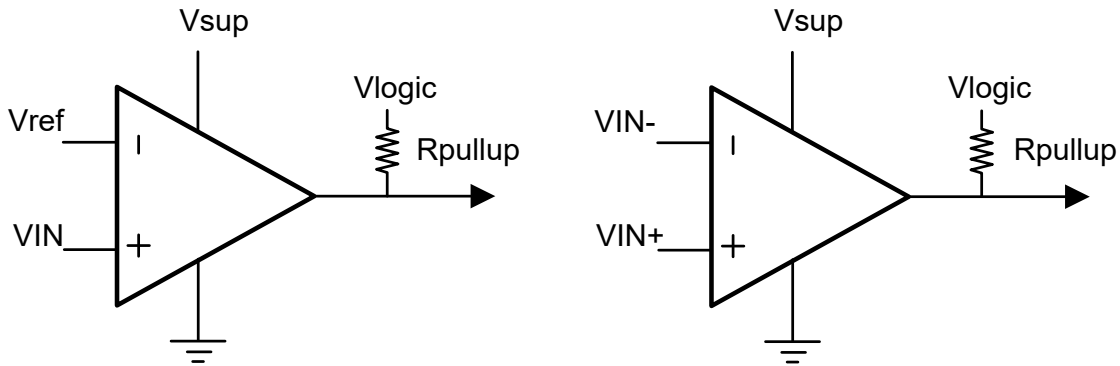 Vsup
Vlogic
Vref
Rpullup
VIN
Vsup
Vlogic
VIN-
Rpullup
VIN+